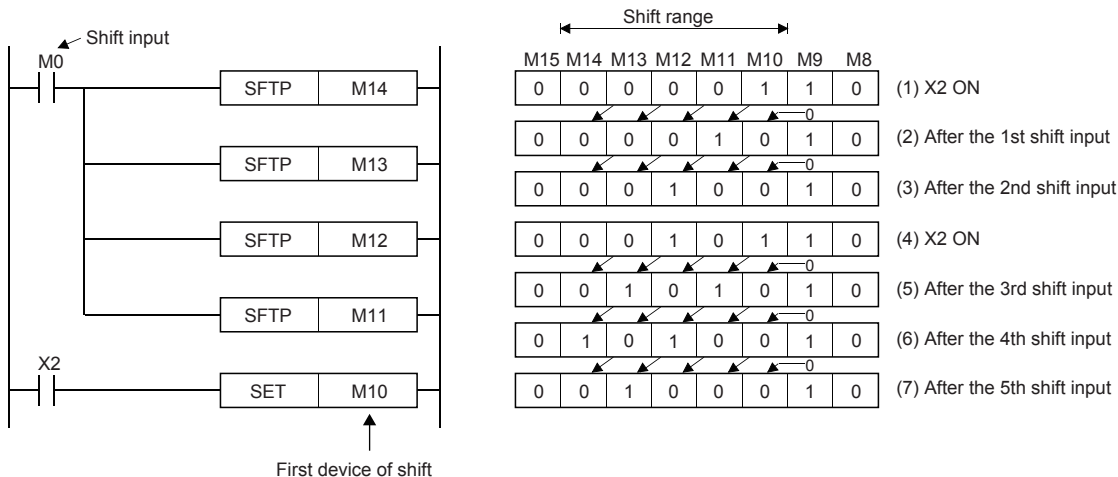 Shift input
M0
SFTP M14
SFTP M13
SFTP M12
SFTP M11
X2
SET M10
First device of shift
Shift range
M15 M14 M13 M12 M11 M10 M9 M8
0 0 0 0 0 1 1 0 (1) X2 ON
0
0 0 0 0 1 0 1 0 (2) After the 1st shift input
0
0 0 0 1 0 0 1 0 (3) After the 2nd shift input
0 0 0 1 0 1 1 0 (4) X2 ON
0
0 0 1 0 1 0 1 0 (5) After the 3rd shift input
0
0 1 0 1 0 0 1 0 (6) After the 4th shift input
0
0 0 1 0 0 0 1 0 (7) After the 5th shift input